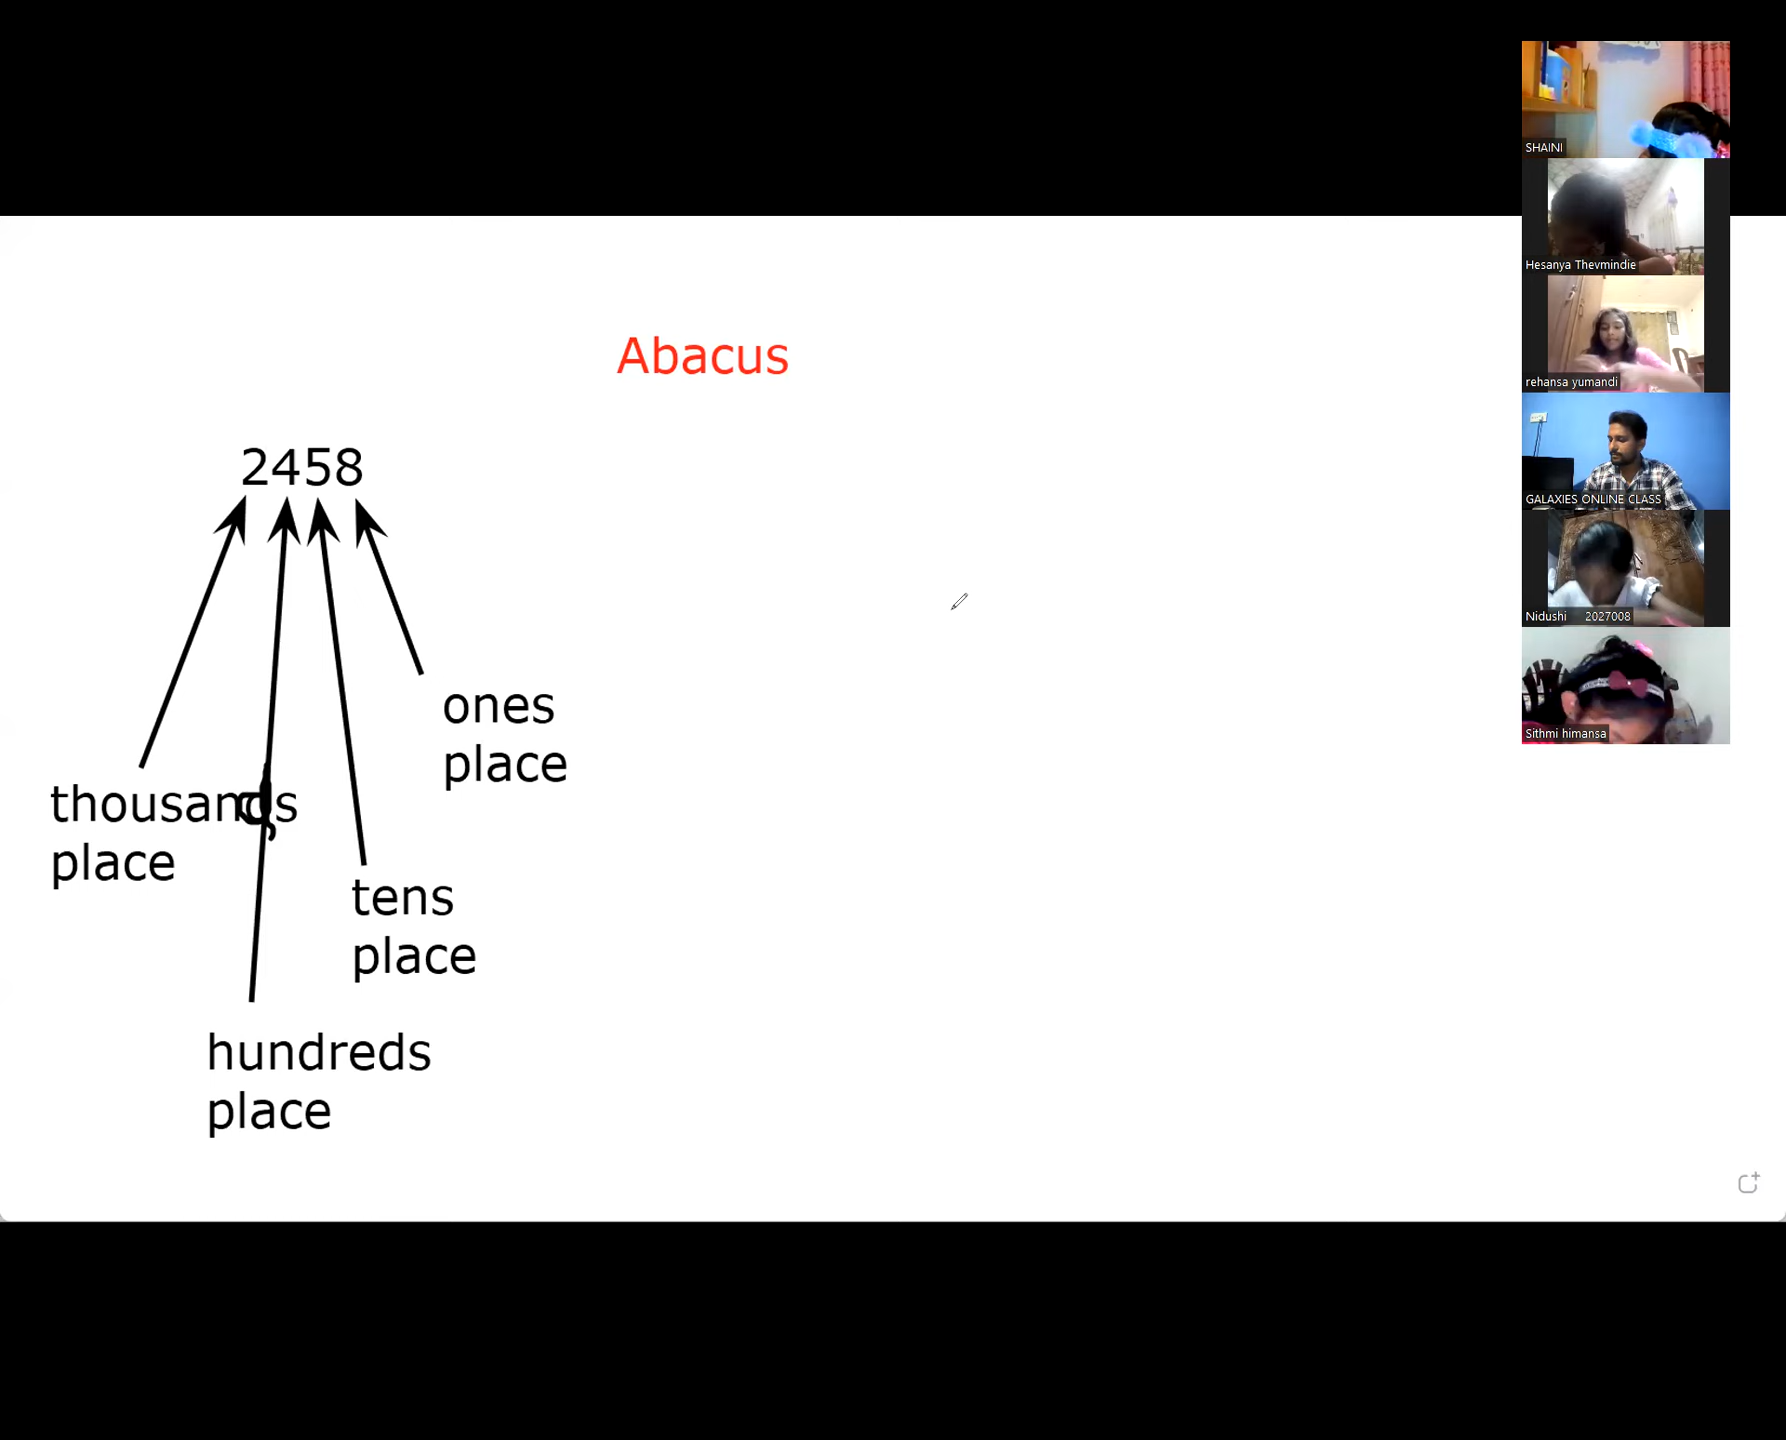 Abacus
2458
ones
place
thousands
place
tens
place
hundreds
place
SHAINI
Hesanya Thevmindie
rehansa yumandi
GALAXIES ONLINE CLASS
Nidushi 2027008
Sithmi himansa